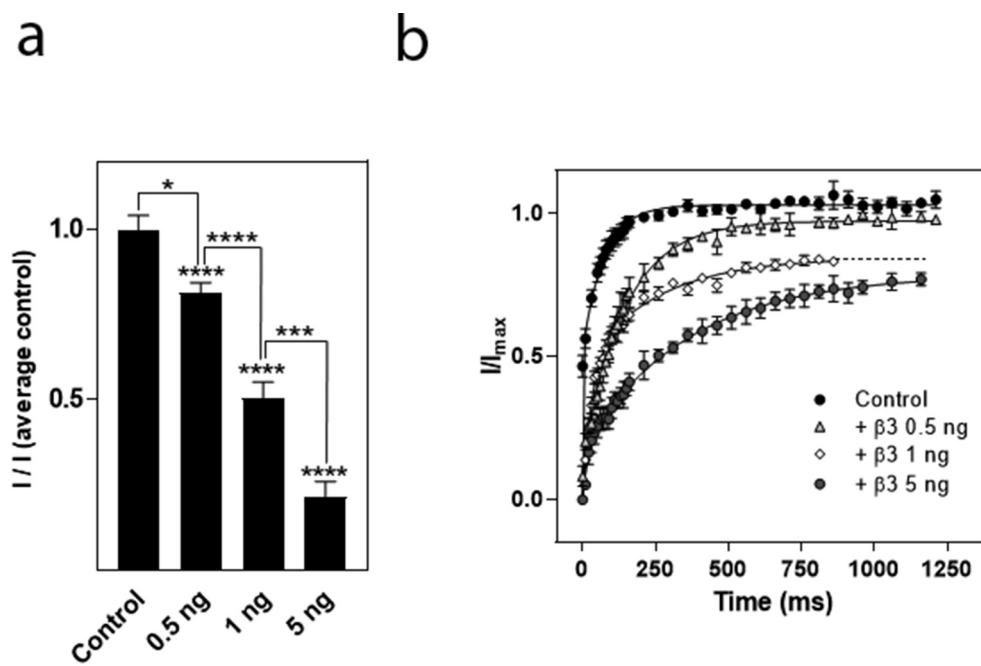 a
b
I / I (average control)
1.0
0.5
*
****
****
***
****
****
Control
0.5 ng
1 ng
5 ng
I/Imax
1.0
0.5
0.0
Control
+ β3 0.5 ng
+ β3 1 ng
+ β3 5 ng
0 250 500 750 1000 1250
Time (ms)